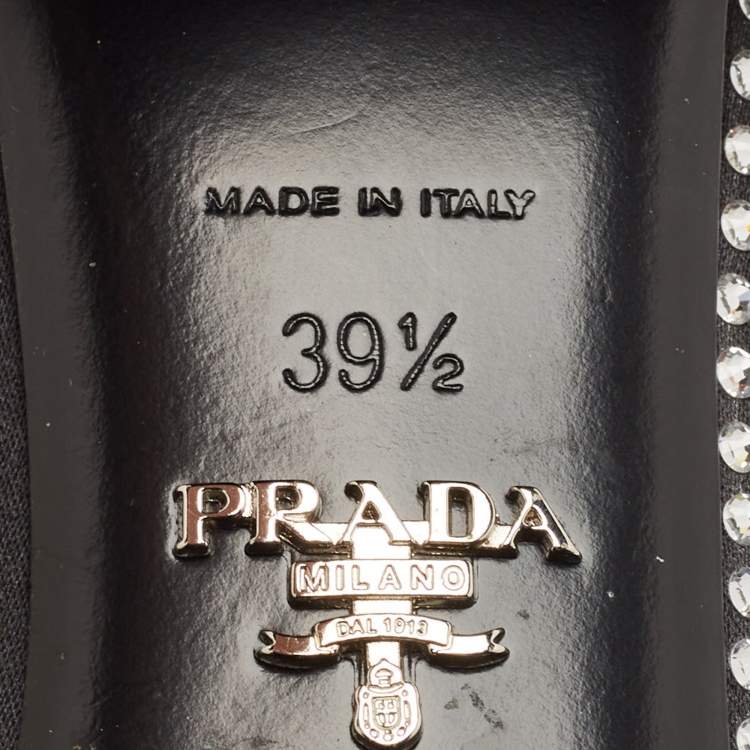 MADE IN ITALY
39½
PRADA
MILANO
DAL 1913